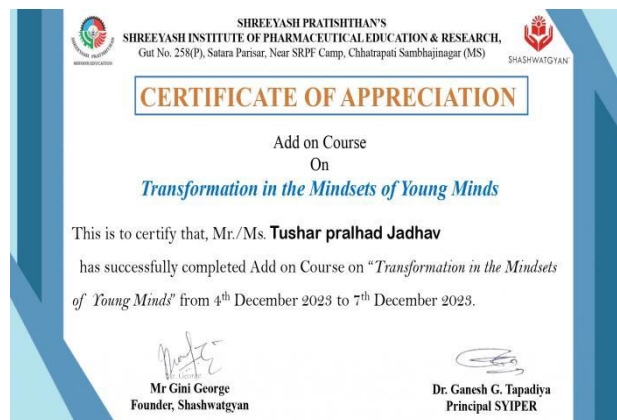 SHREEYASH PRATISHTHAN'S
SHREEYASH INSTITUTE OF PHARMACEUTICAL EDUCATION & RESEARCH,
Gut No. 258(P), Satara Parisar, Near SRPF Camp, Chhatrapati Sambhajinagar (MS)
SHASHWATGYAN
CERTIFICATE OF APPRECIATION
Add on Course
On
Transformation in the Mindsets of Young Minds
This is to certify that, Mr./Ms. Tushar pralhad Jadhav
has successfully completed Add on Course on "Transformation in the Mindsets
of Young Minds" from 4th December 2023 to 7th December 2023.
Mr Gini George
Founder, Shashwatgyan
Dr. Ganesh G. Tapadiya
Principal SYIPER